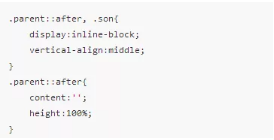 .parent::after, .son{
    display:inline-block;
    vertical-align:middle;
}
.parent::after{
    content:'';
    height:100%;
}